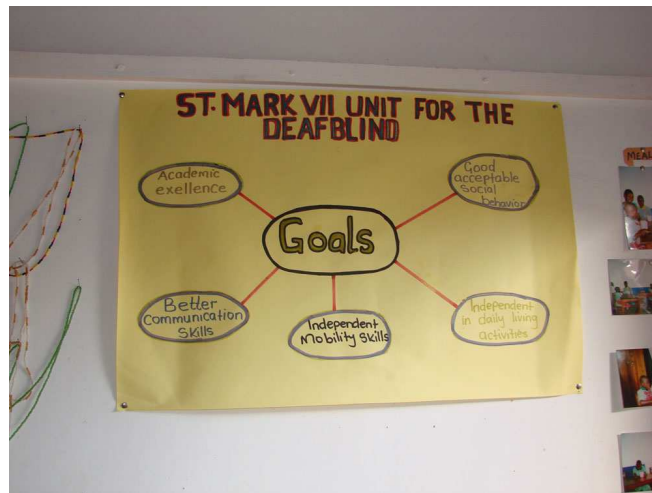 ST. MARK VII UNIT FOR THE
DEAFBLIND
Academic
exellence
Good
acceptable
social
behavior
Goals
Better
Communication
Skills
Independent
Mobility Skills
Independent
in daily living
activities
MEAL